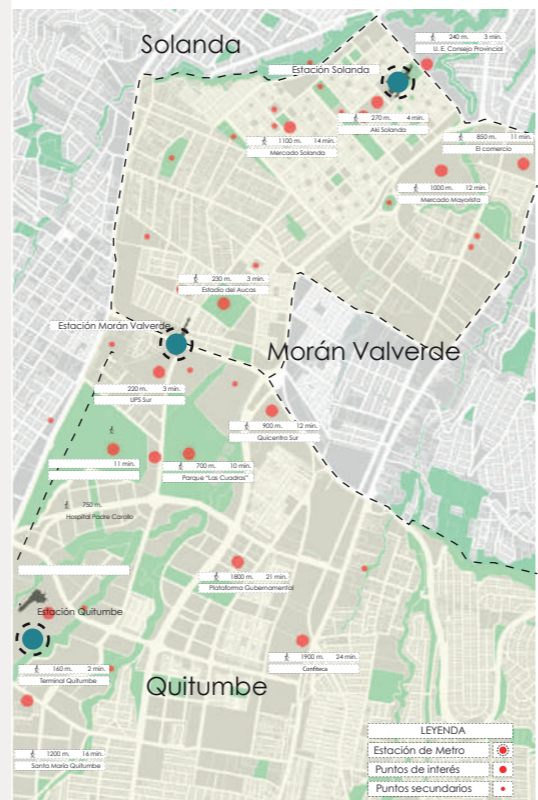 Solanda
240 m. 3 min.
U. E. Consejo Provincial
Estación Solanda
270 m. 4 min.
Aki Solanda
1100 m. 14 min.
Mercado Solanda
850 m. 11 min.
El comercio
1000 m. 12 min.
Mercado Mayorista
230 m. 3 min.
Estadio del Aucas
Estación Morán Valverde
Morán Valverde
220 m. 3 min.
UPS Sur
900 m. 12 min.
Quicentro Sur
11 min.
700 m. 10 min.
Parque "Las Cuadras"
750 m.
Hospital Padre Carollo
1800 m. 21 min.
Plataforma Gubernamental
Estación Quitumbe
1900 m. 24 min.
Confiteca
160 m. 2 min.
Terminal Quitumbe
Quitumbe
1200 m. 16 min.
Santa María Quitumbe
LEYENDA
Estación de Metro
Puntos de interés
Puntos secundarios